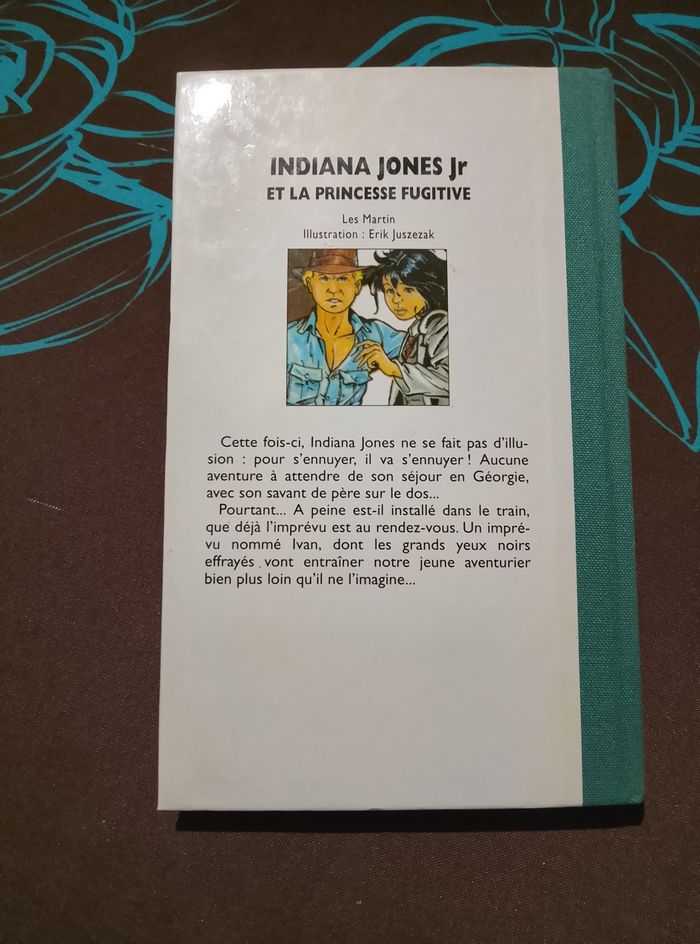 INDIANA JONES Jr
ET LA PRINCESSE FUGITIVE
Les Martin
Illustration : Erik Juszezak
Cette fois-ci, Indiana Jones ne se fait pas d'illu-
sion : pour s'ennuyer, il va s'ennuyer ! Aucune
aventure à attendre de son séjour en Géorgie,
avec son savant de père sur le dos...
Pourtant... A peine est-il installé dans le train,
que déjà l'imprévu est au rendez-vous. Un impré-
vu nommé Ivan, dont les grands yeux noirs
effrayés vont entraîner notre jeune aventurier
bien plus loin qu'il ne l'imagine...